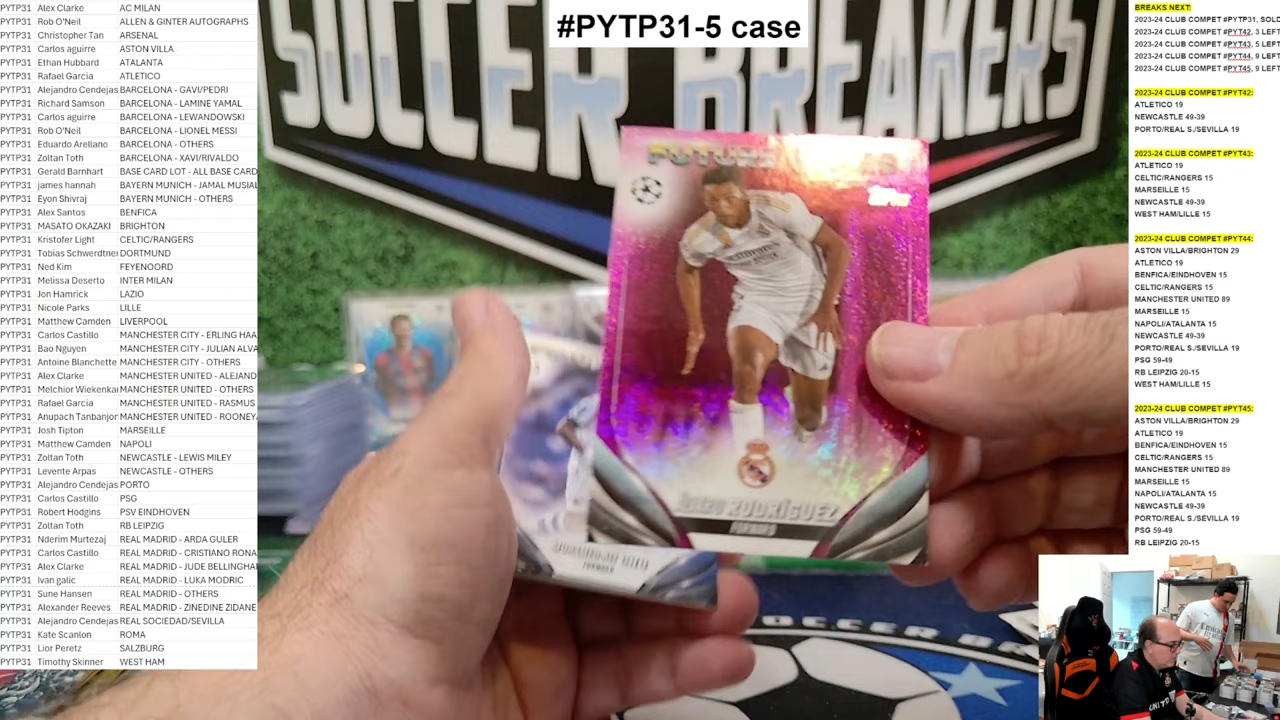 PYTP31 Alex Clarke AC MILAN
PYTP31 Rob O'Neil ALLEN & GINTER AUTOGRAPHS
PYTP31 Christopher Tan ARSENAL
PYTP31 Carlos aguirre ASTON VILLA
PYTP31 Ethan Hubbard ATALANTA
PYTP31 Rafael Garcia ATLETICO
PYTP31 Alejandro Cendejas BARCELONA - GAVI/PEDRI
PYTP31 Richard Samson BARCELONA - LAMINE YAMAL
PYTP31 Carlos aguirre BARCELONA - LEWANDOWSKI
PYTP31 Rob O'Neil BARCELONA - LIONEL MESSI
PYTP31 Eduardo Arellano BARCELONA - OTHERS
PYTP31 Zoltan Toth BARCELONA - XAVI/RIVALDO
PYTP31 Gerald Barnhart BASE CARD LOT - ALL BASE CARD
PYTP31 james hannah BAYERN MUNICH - JAMAL MUSIAL
PYTP31 Eyon Shivraj BAYERN MUNICH - OTHERS
PYTP31 Alex Santos BENFICA
PYTP31 MASATO OKAZAKI BRIGHTON
PYTP31 Kristofer Light CELTIC/RANGERS
PYTP31 Tobias Schwerdtner DORTMUND
PYTP31 Ned Kim FEYENOORD
PYTP31 Melissa Deserto INTER MILAN
PYTP31 Jon Hamrick LAZIO
PYTP31 Nicole Parks LILLE
PYTP31 Matthew Camden LIVERPOOL
PYTP31 Carlos Castillo MANCHESTER CITY - ERLING HAA
PYTP31 Bao Nguyen MANCHESTER CITY - JULIAN ALVA
PYTP31 Antoine Blanchette MANCHESTER CITY - OTHERS
PYTP31 Alex Clarke MANCHESTER UNITED - ALEJAND
PYTP31 Melchior Wiekenkar MANCHESTER UNITED - OTHERS
PYTP31 Rafael Garcia MANCHESTER UNITED - RASMUS
PYTP31 Anupach Tanbanjor MANCHESTER UNITED - ROONEY
PYTP31 Josh Tipton MARSEILLE
PYTP31 Matthew Camden NAPOLI
PYTP31 Zoltan Toth NEWCASTLE - LEWIS MILEY
PYTP31 Levente Arpas NEWCASTLE - OTHERS
PYTP31 Alejandro Cendejas PORTO
PYTP31 Carlos Castillo PSG
PYTP31 Robert Hodgins PSV EINDHOVEN
PYTP31 Zoltan Toth RB LEIPZIG
PYTP31 Nderim Murtezaj REAL MADRID - ARDA GULER
PYTP31 Carlos Castillo REAL MADRID - CRISTIANO RONA
PYTP31 Alex Clarke REAL MADRID - JUDE BELLINGHA
PYTP31 Ivan galic REAL MADRID - LUKA MODRIC
PYTP31 Sune Hansen REAL MADRID - OTHERS
PYTP31 Alexander Reeves REAL MADRID - ZINEDINE ZIDANE
PYTP31 Alejandro Cendejas REAL SOCIEDAD/SEVILLA
PYTP31 Kate Scanlon ROMA
PYTP31 Lior Peretz SALZBURG
PYTP31 Timothy Skinner WEST HAM
#PYTP31-5 case
SOCCER BREAKERS
FUTURE
topps
RODRÍGUEZ
FORWARD
SOCCER
BREAKS NEXT:
2023-24 CLUB COMPET #PYTP31, SOLD
2023-24 CLUB COMPET #PYT42, 3 LEFT
2023-24 CLUB COMPET #PYT43, 5 LEFT
2023-24 CLUB COMPET #PYT44, 9 LEFT
2023-24 CLUB COMPET #PYT45, 9 LEFT
2023-24 CLUB COMPET #PYT42:
ATLETICO 19
NEWCASTLE 49-39
PORTO/REAL S./SEVILLA 19
2023-24 CLUB COMPET #PYT43:
ATLETICO 19
CELTIC/RANGERS 15
MARSEILLE 15
NEWCASTLE 49-39
WEST HAM/LILLE 15
2023-24 CLUB COMPET #PYT44:
ASTON VILLA/BRIGHTON 29
ATLETICO 19
BENFICA/EINDHOVEN 15
CELTIC/RANGERS 15
MANCHESTER UNITED 89
MARSEILLE 15
NAPOLI/ATALANTA 15
NEWCASTLE 49-39
PORTO/REAL S./SEVILLA 19
PSG 59-49
RB LEIPZIG 20-15
WEST HAM/LILLE 15
2023-24 CLUB COMPET #PYT45:
ASTON VILLA/BRIGHTON 29
ATLETICO 19
BENFICA/EINDHOVEN 15
CELTIC/RANGERS 15
MANCHESTER UNITED 89
MARSEILLE 15
NAPOLI/ATALANTA 15
NEWCASTLE 49-39
PORTO/REAL S./SEVILLA 19
PSG 59-49
RB LEIPZIG 20-15